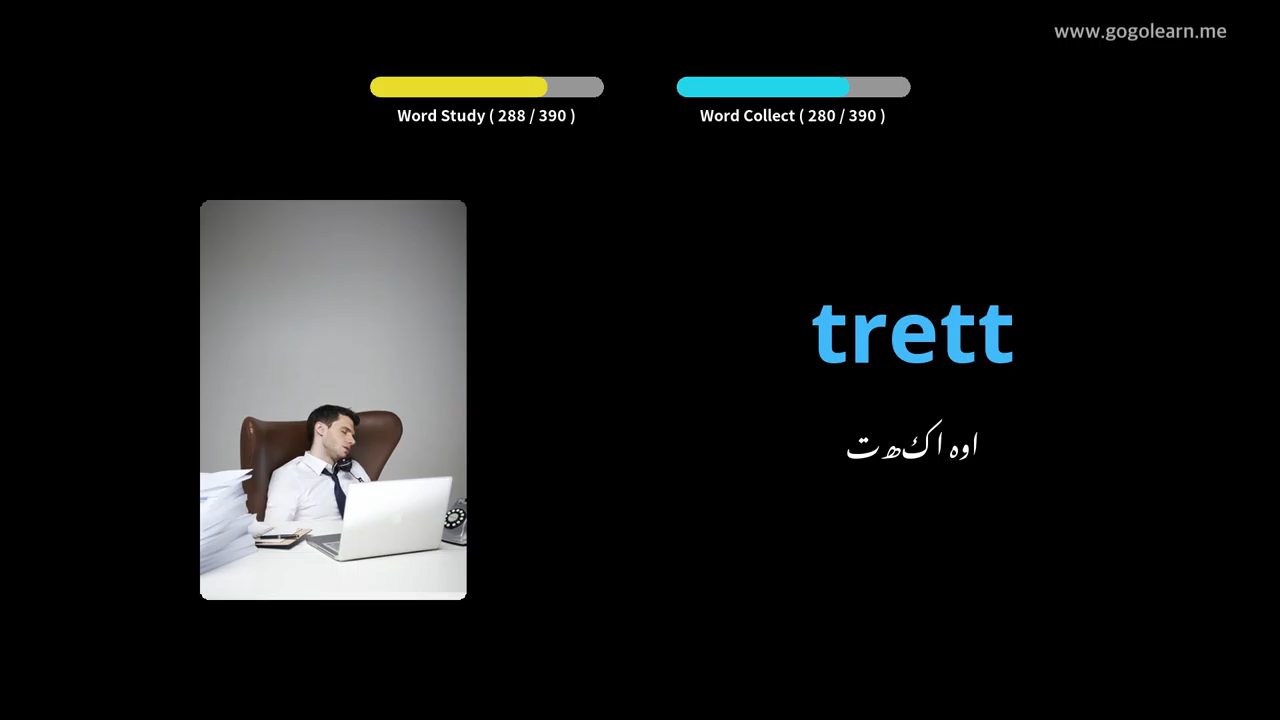 www.gogolearn.me
Word Study ( 288 / 390 )
Word Collect ( 280 / 390 )
trett
اوہ اکھت